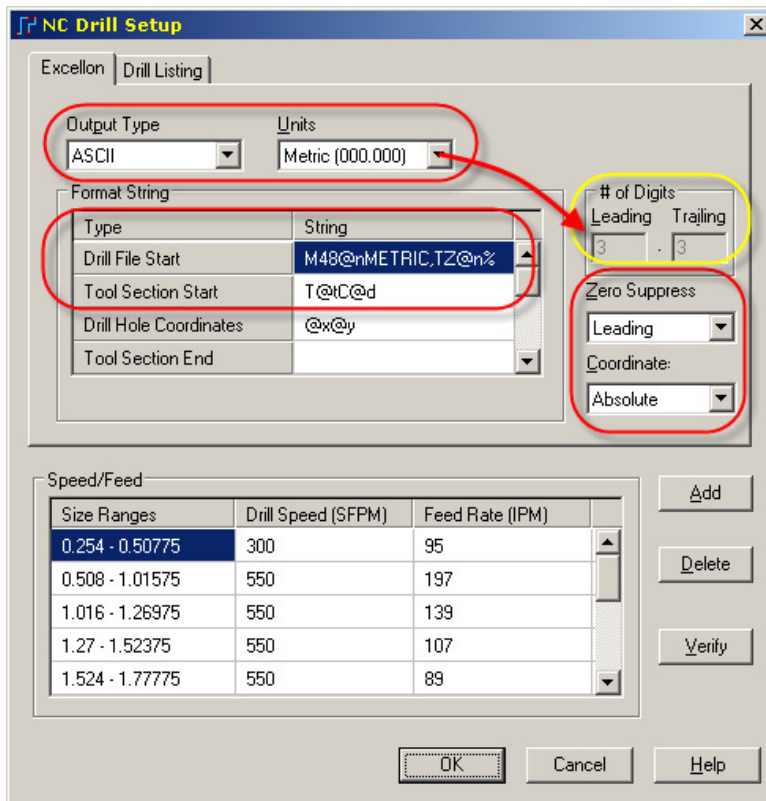 NC Drill Setup
Excellon
Drill Listing
Output Type
Units
ASCII
Metric (000.000)
Format String
Type String
Drill File Start M48@nMETRIC,TZ@n%
Tool Section Start T@tC@d
Drill Hole Coordinates @x@y
Tool Section End
# of Digits
Leading Trailing
3 . 3
Zero Suppress
Leading
Coordinate:
Absolute
Speed/Feed
Size Ranges Drill Speed (SFPM) Feed Rate (IPM)
0.254 - 0.50775 300 95
0.508 - 1.01575 550 197
1.016 - 1.26975 550 139
1.27 - 1.52375 550 107
1.524 - 1.77775 550 89
Add
Delete
Verify
OK Cancel Help